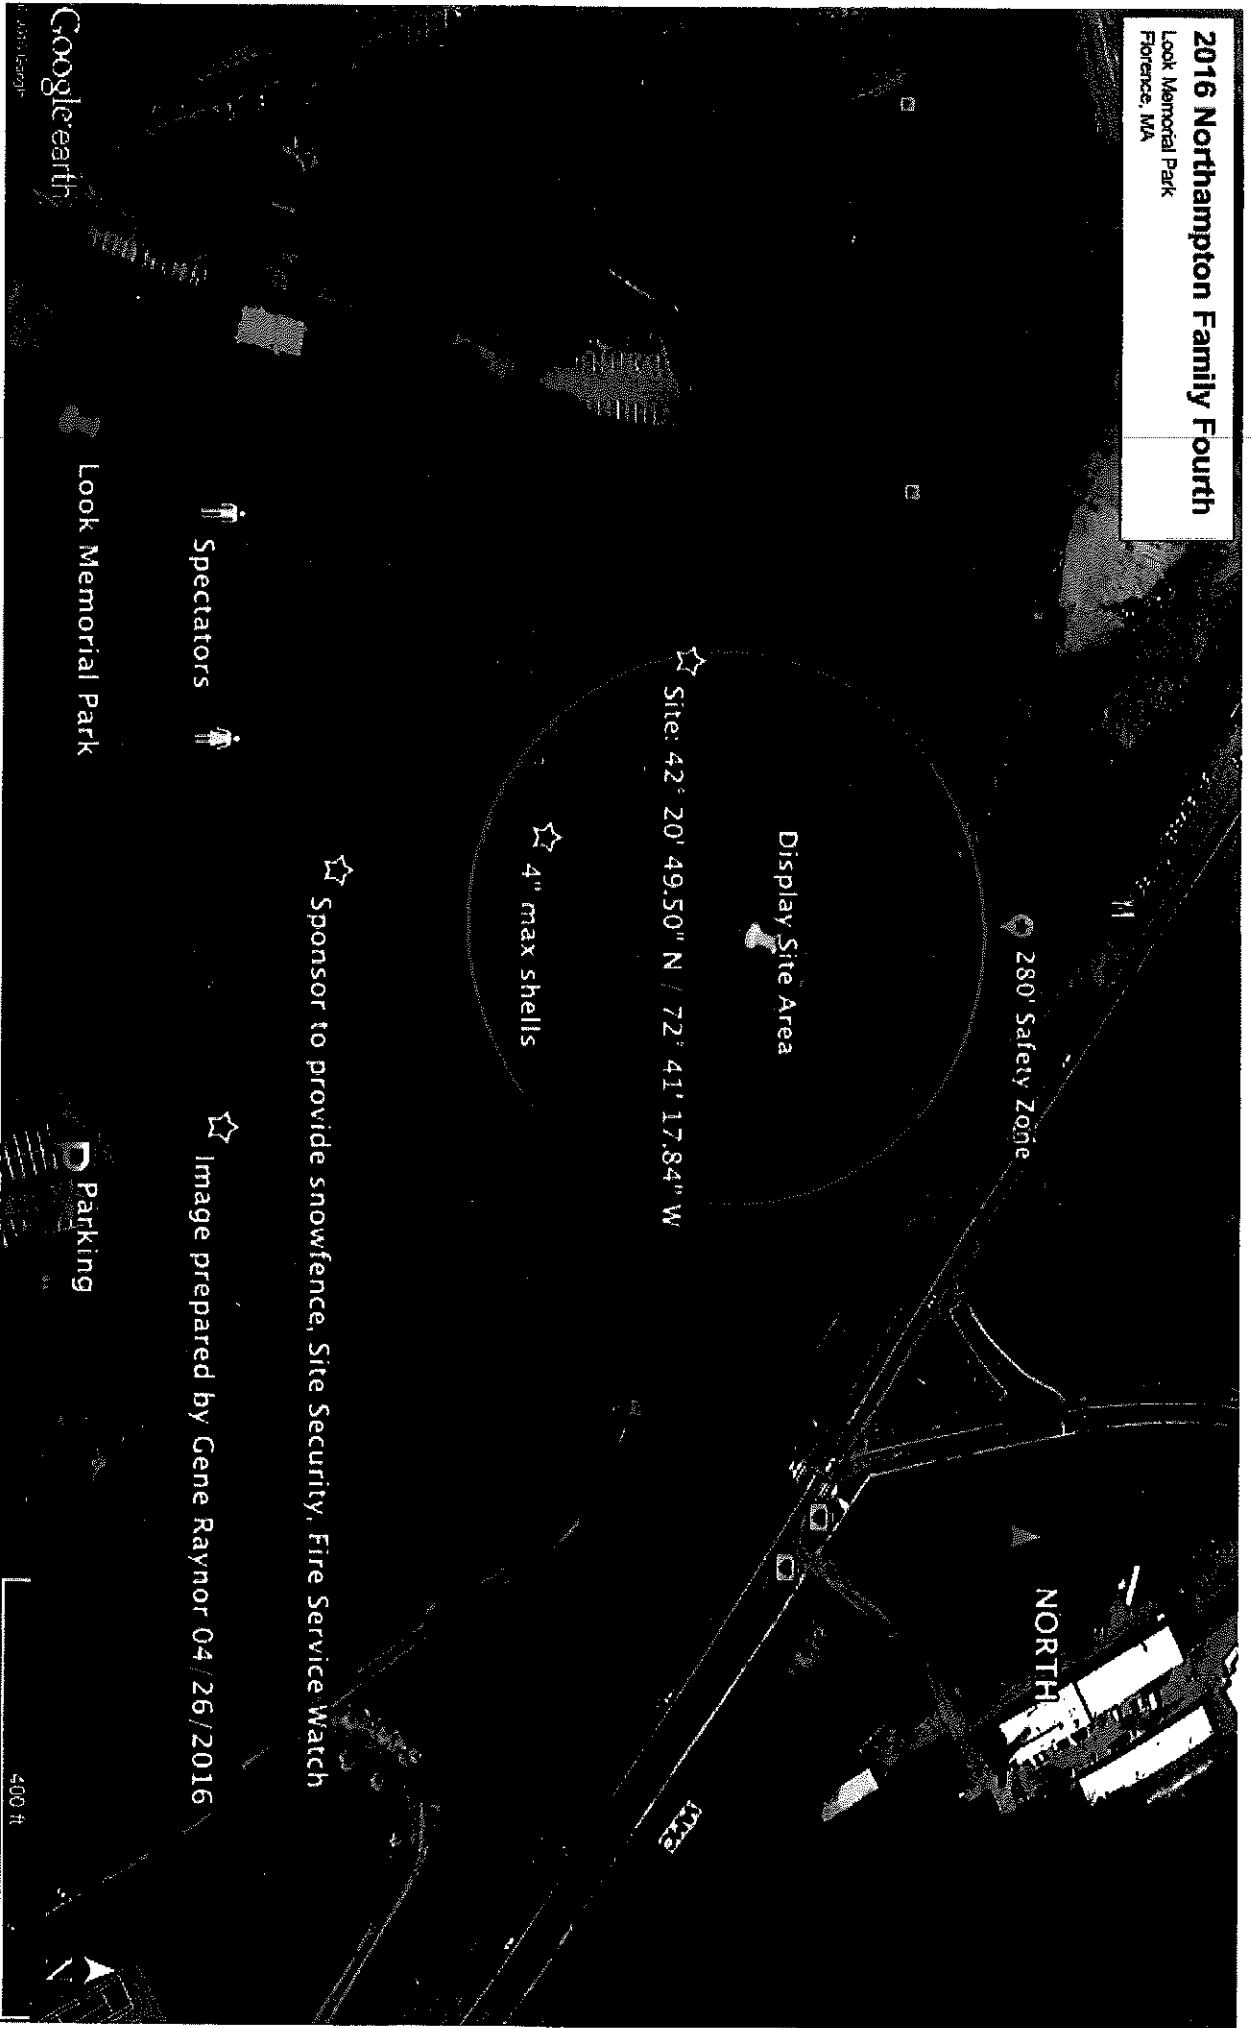 2016 Northampton Family Fourth
Look Memorial Park
Florence, MA
280' Safety Zone
NORTH
Display Site Area
Site: 42° 20' 49.50" N / 72° 41' 17.84" W
4" max shells
Sponsor to provide snowfence, Site Security, Fire Service Watch
Spectators
Image prepared by Gene Raynor 04/26/2016
Look Memorial Park
Parking
Google earth
400 ft